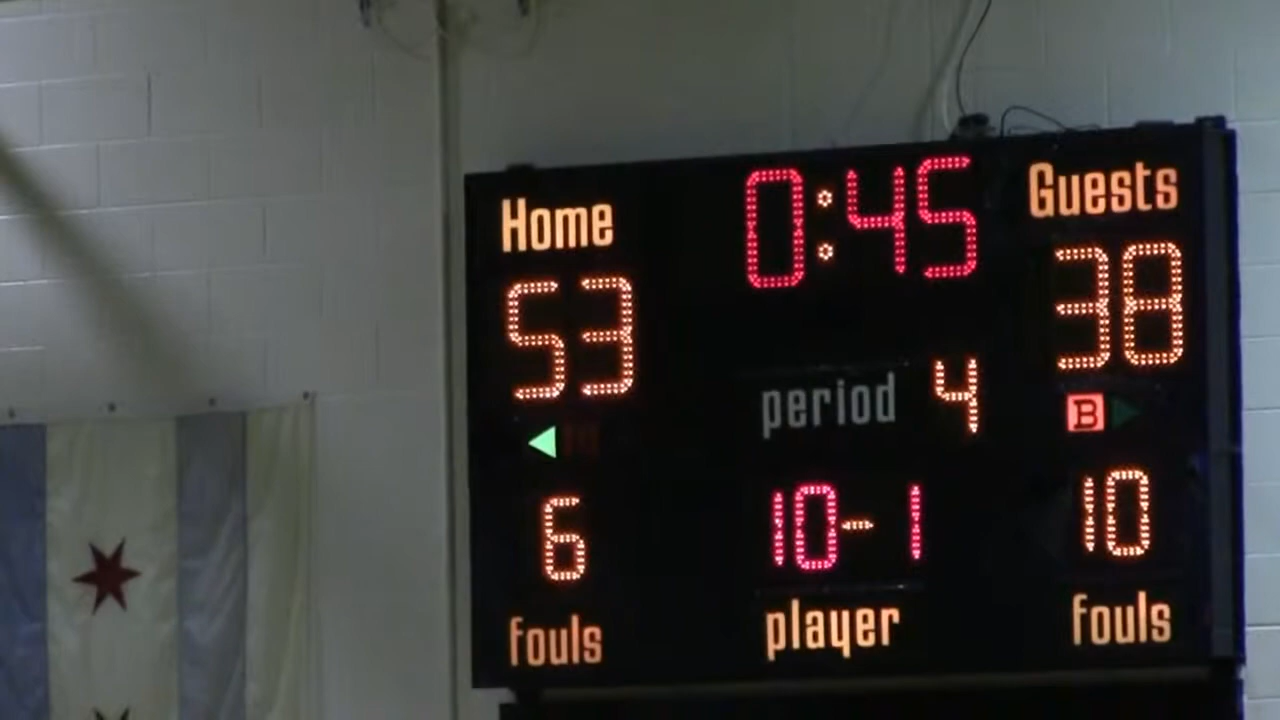 0:45
Home Guests
53 38
period 4
B
6 10-1 10
fouls player fouls